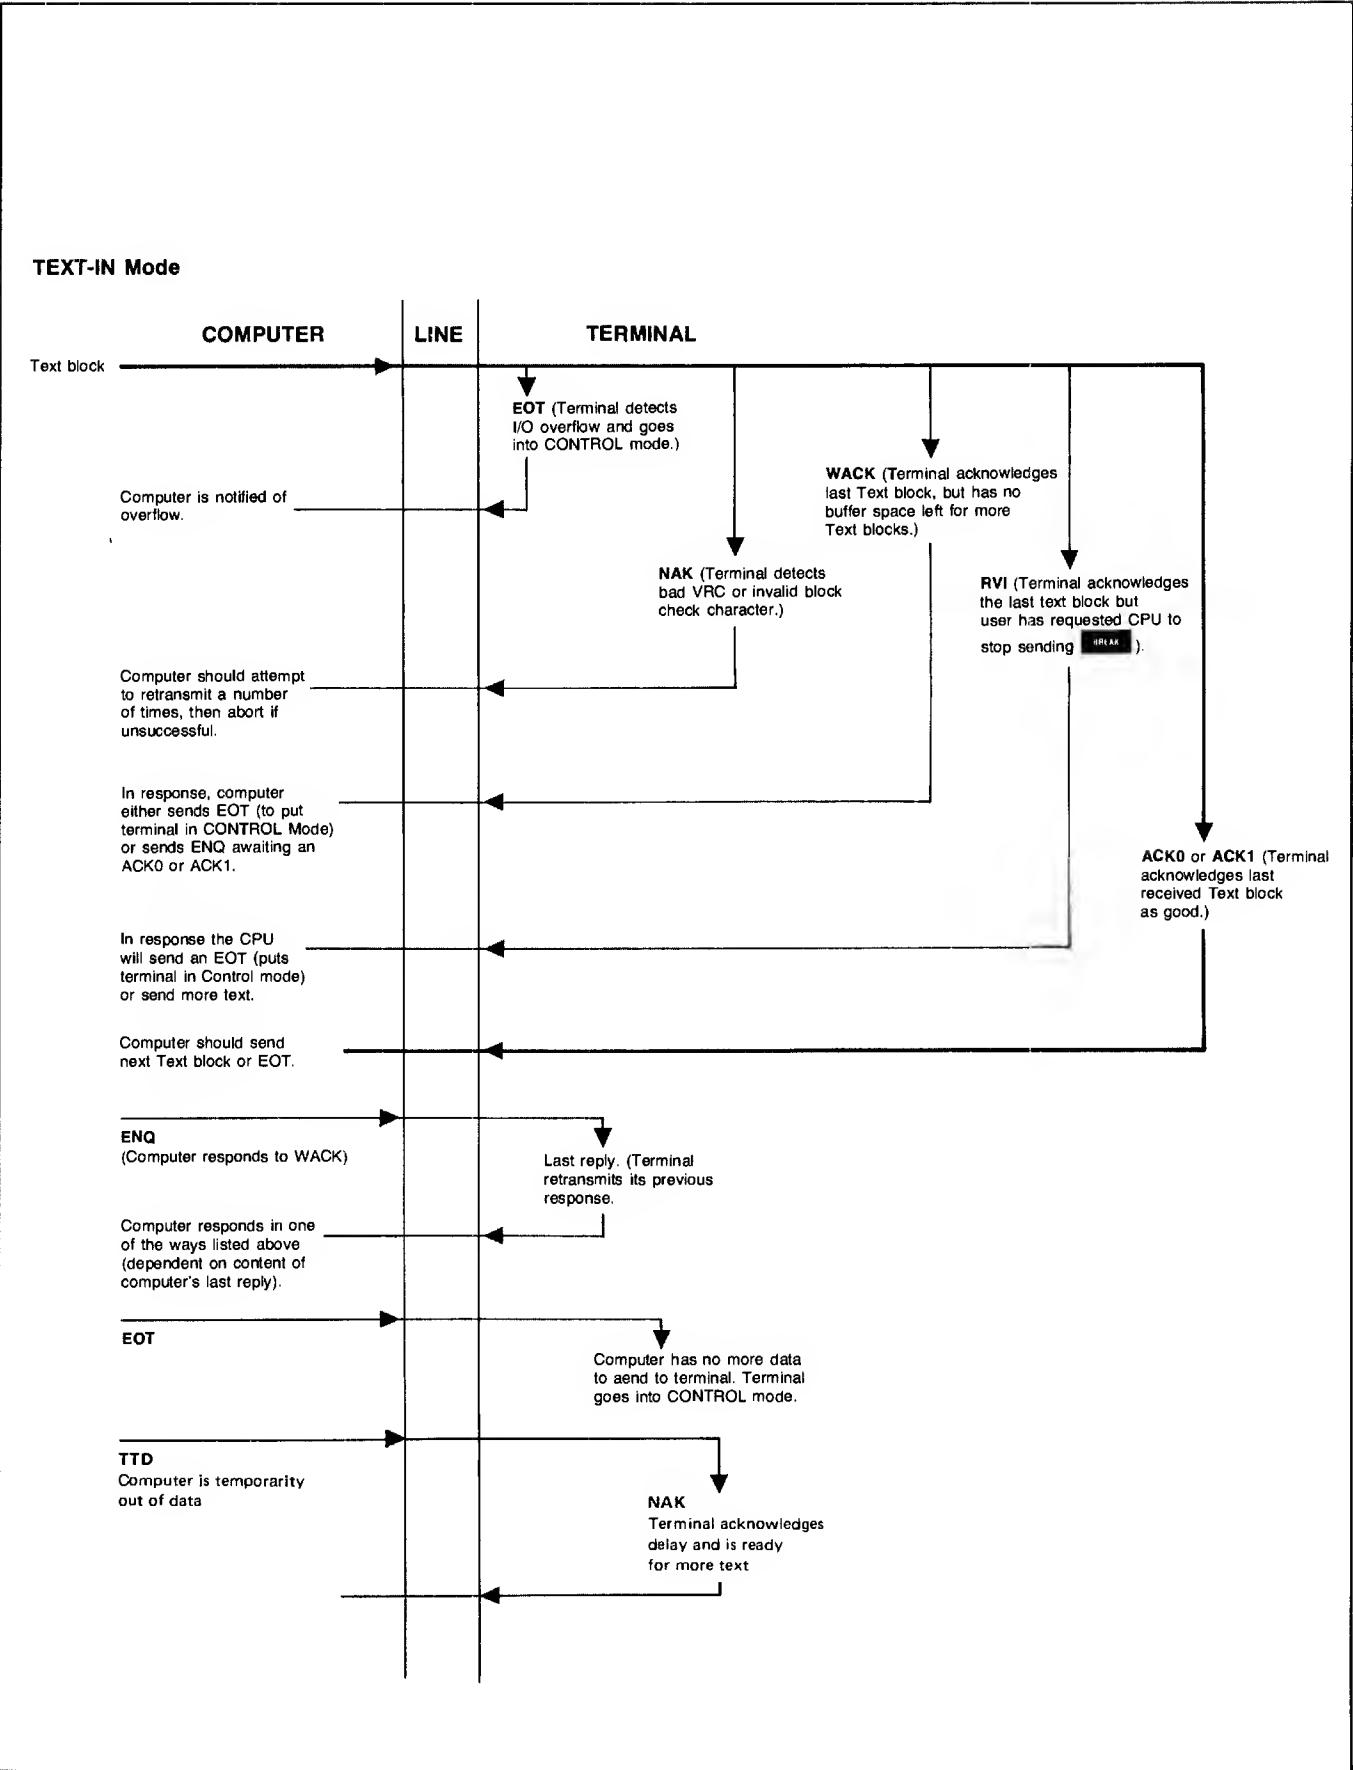 TEXT-IN Mode
COMPUTER
LINE
TERMINAL
Text block
EOT (Terminal detects
I/O overflow and goes
into CONTROL mode.)
WACK (Terminal acknowledges
last Text block, but has no
buffer space left for more
Text blocks.)
Computer is notified of
overflow.
NAK (Terminal detects
bad VRC or invalid block
check character.)
RVI (Terminal acknowledges
the last text block but
user has requested CPU to
stop sending BREAK ).
Computer should attempt
to retransmit a number
of times, then abort if
unsuccessful.
In response, computer
either sends EOT (to put
terminal in CONTROL Mode)
or sends ENQ awaiting an
ACK0 or ACK1.
ACK0 or ACK1 (Terminal
acknowledges last
received Text block
as good.)
In response the CPU
will send an EOT (puts
terminal in Control mode)
or send more text.
Computer should send
next Text block or EOT.
ENQ
(Computer responds to WACK)
Last reply. (Terminal
retransmits its previous
response.
Computer responds in one
of the ways listed above
(dependent on content of
computer's last reply).
EOT
Computer has no more data
to aend to terminal. Terminal
goes into CONTROL mode.
TTD
Computer is temporarity
out of data
NAK
Terminal acknowledges
delay and is ready
for more text